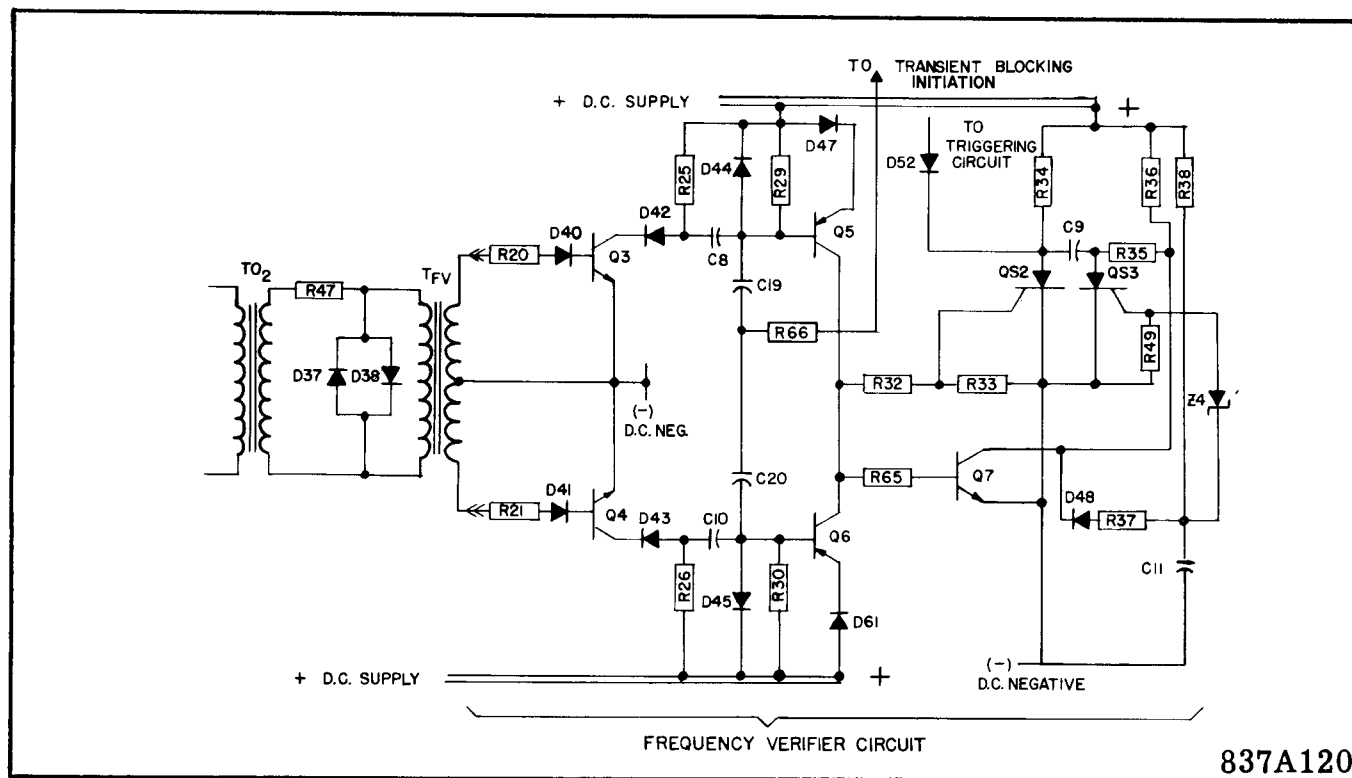 TO TRANSIENT BLOCKING
INITIATION
+ D.C. SUPPLY
+
D47
TO
TRIGGERING
CIRCUIT
D52
R25
D44
R29
R34
R36
R38
D42
D40
Q3
R20
C8
Q5
C9
R35
QS2
QS3
TO2
R47
TFV
C19
R66
R49
D37
D38
R32
R33
Z4
(-)
D.C. NEG.
C20
R65
Q7
D41
R21
Q4
D43
C10
Q6
D48
R37
C11
R26
D45
R30
D61
(-)
D.C. NEGATIVE
+ D.C. SUPPLY
+
FREQUENCY VERIFIER CIRCUIT
837A120